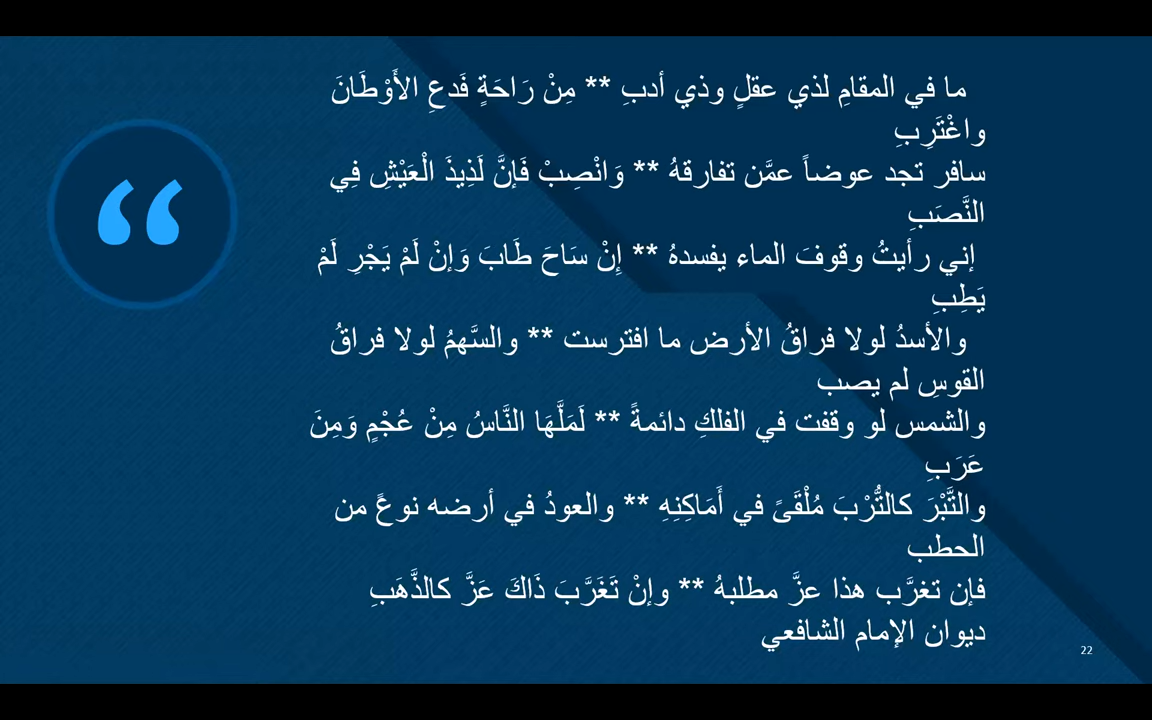 ما في المقامِ لذي عقلٍ وذي أدبِ ** مِنْ رَاحَةٍ فَدعِ الأَوْطَانَ
واغْتَرِبِ
سافر تجد عوضاً عمَّن تفارقهُ ** وَانْصِبْ فَإنَّ لَذِيذَ الْعَيْشِ فِي
النَّصَبِ
إني رأيتُ وقوفَ الماء يفسدهُ ** إِنْ سَاحَ طَابَ وَإنْ لَمْ يَجْرِ لَمْ
يَطِبِ
والأسدُ لولا فراقُ الأرض ما افترست ** والسَّهمُ لولا فراقُ
القوسِ لم يصب
والشمس لو وقفت في الفلكِ دائمةً ** لَمَلَّهَا النَّاسُ مِنْ عُجْمٍ وَمِنَ
عَرَبِ
والتَّبْرَ كالتُّرْبَ مُلْقَىً في أَمَاكِنِهِ ** والعودُ في أرضه نوعً من
الحطب
فإن تغرَّب هذا عزَّ مطلبهُ ** وإنْ تَغَرَّبَ ذَاكَ عَزَّ كالذَّهَبِ
ديوان الإمام الشافعي
22